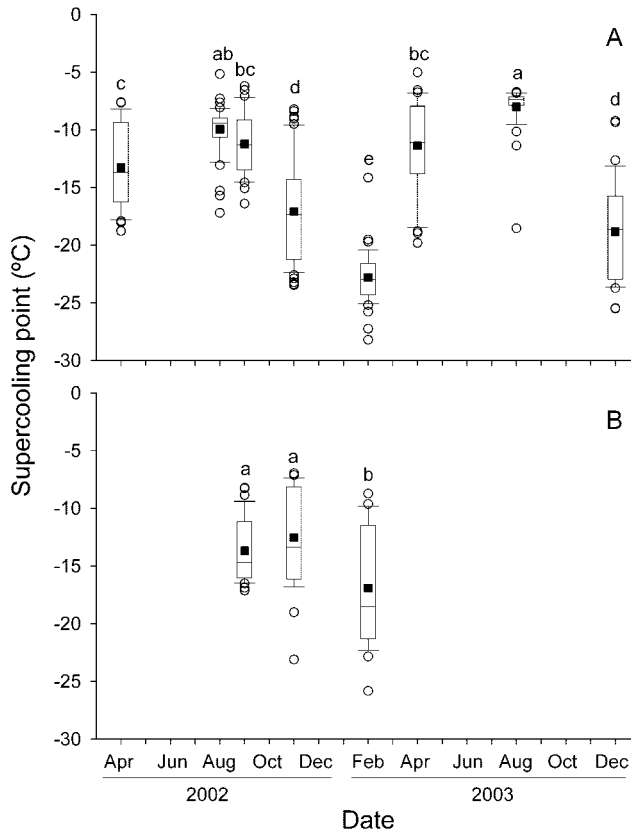 Supercooling point (ºC)
0
-5
-10
-15
-20
-25
-30
A
c
ab
bc
d
e
bc
a
d
0
-5
-10
-15
-20
-25
-30
B
a
a
b
Apr Jun Aug Oct Dec Feb Apr Jun Aug Oct Dec
2002 2003
Date